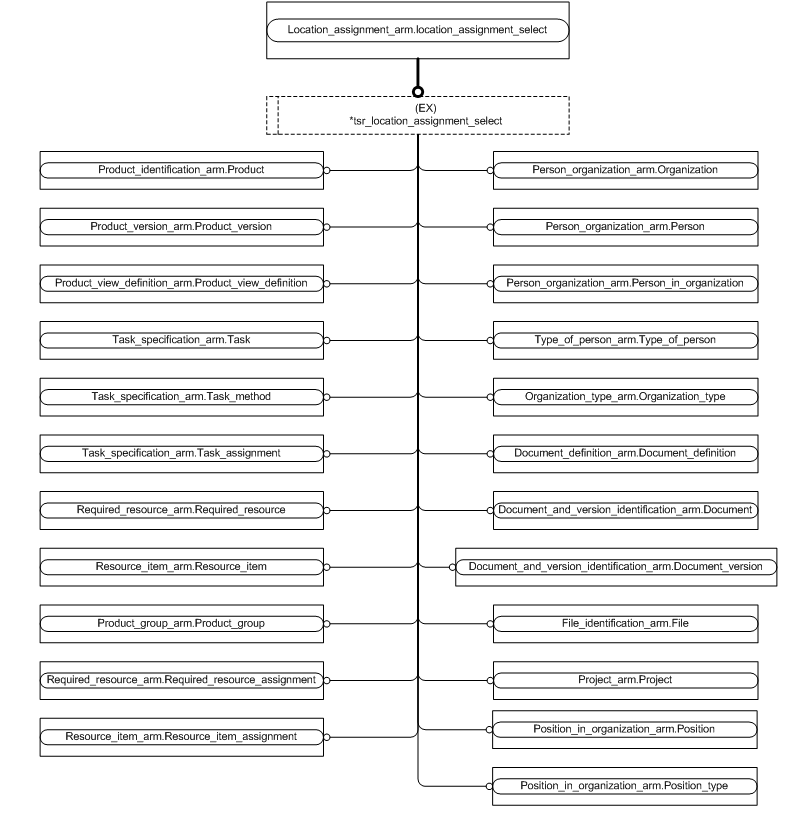 Location_assignment_arm.location_assignment_select
(EX)
*tsr_location_assignment_select
Product_identification_arm.Product
Person_organization_arm.Organization
Product_version_arm.Product_version
Person_organization_arm.Person
Product_view_definition_arm.Product_view_definition
Person_organization_arm.Person_in_organization
Task_specification_arm.Task
Type_of_person_arm.Type_of_person
Task_specification_arm.Task_method
Organization_type_arm.Organization_type
Task_specification_arm.Task_assignment
Document_definition_arm.Document_definition
Required_resource_arm.Required_resource
Document_and_version_identification_arm.Document
Resource_item_arm.Resource_item
Document_and_version_identification_arm.Document_version
Product_group_arm.Product_group
File_identification_arm.File
Required_resource_arm.Required_resource_assignment
Project_arm.Project
Resource_item_arm.Resource_item_assignment
Position_in_organization_arm.Position
Position_in_organization_arm.Position_type